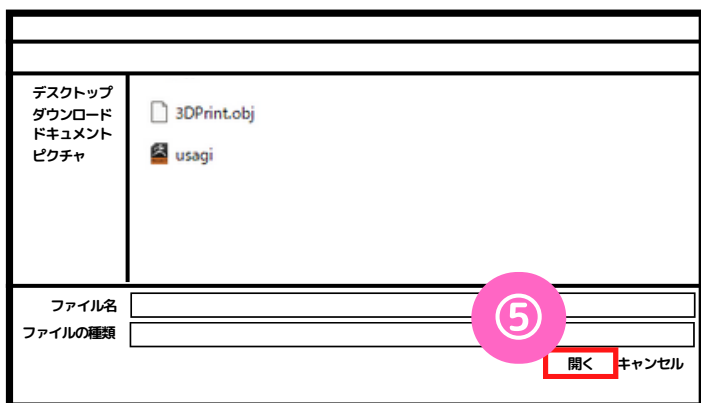 デスクトップ
ダウンロード
ドキュメント
ピクチャ
3DPrint.obj
usagi
ファイル名
ファイルの種類
⑤
開く キャンセル